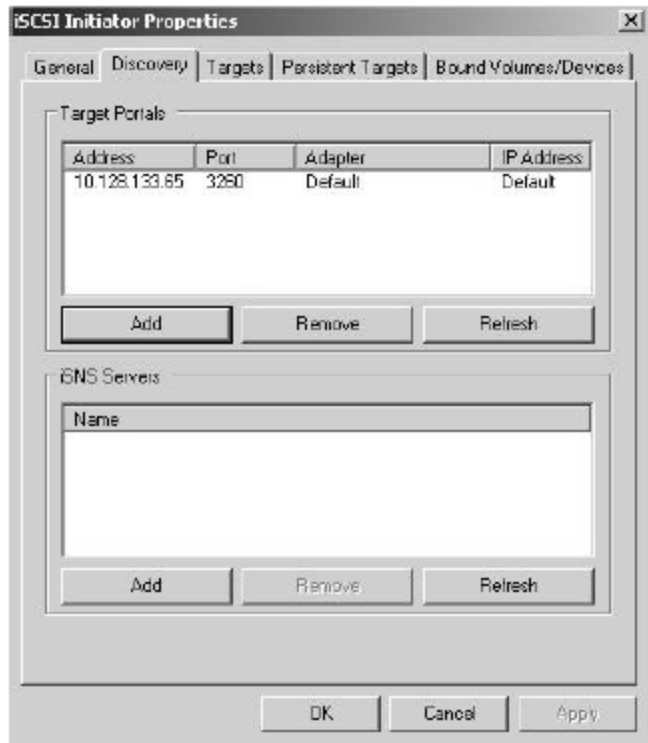 iSCSI Initiator Properties
General Discovery Targets Persistent Targets Bound Volumes/Devices
Target Portals
Address Port Adapter IP Address
10.128.133.65 3260 Default Default
Add Remove Refresh
iSNS Servers
Name
Add Remove Refresh
OK Cancel Apply